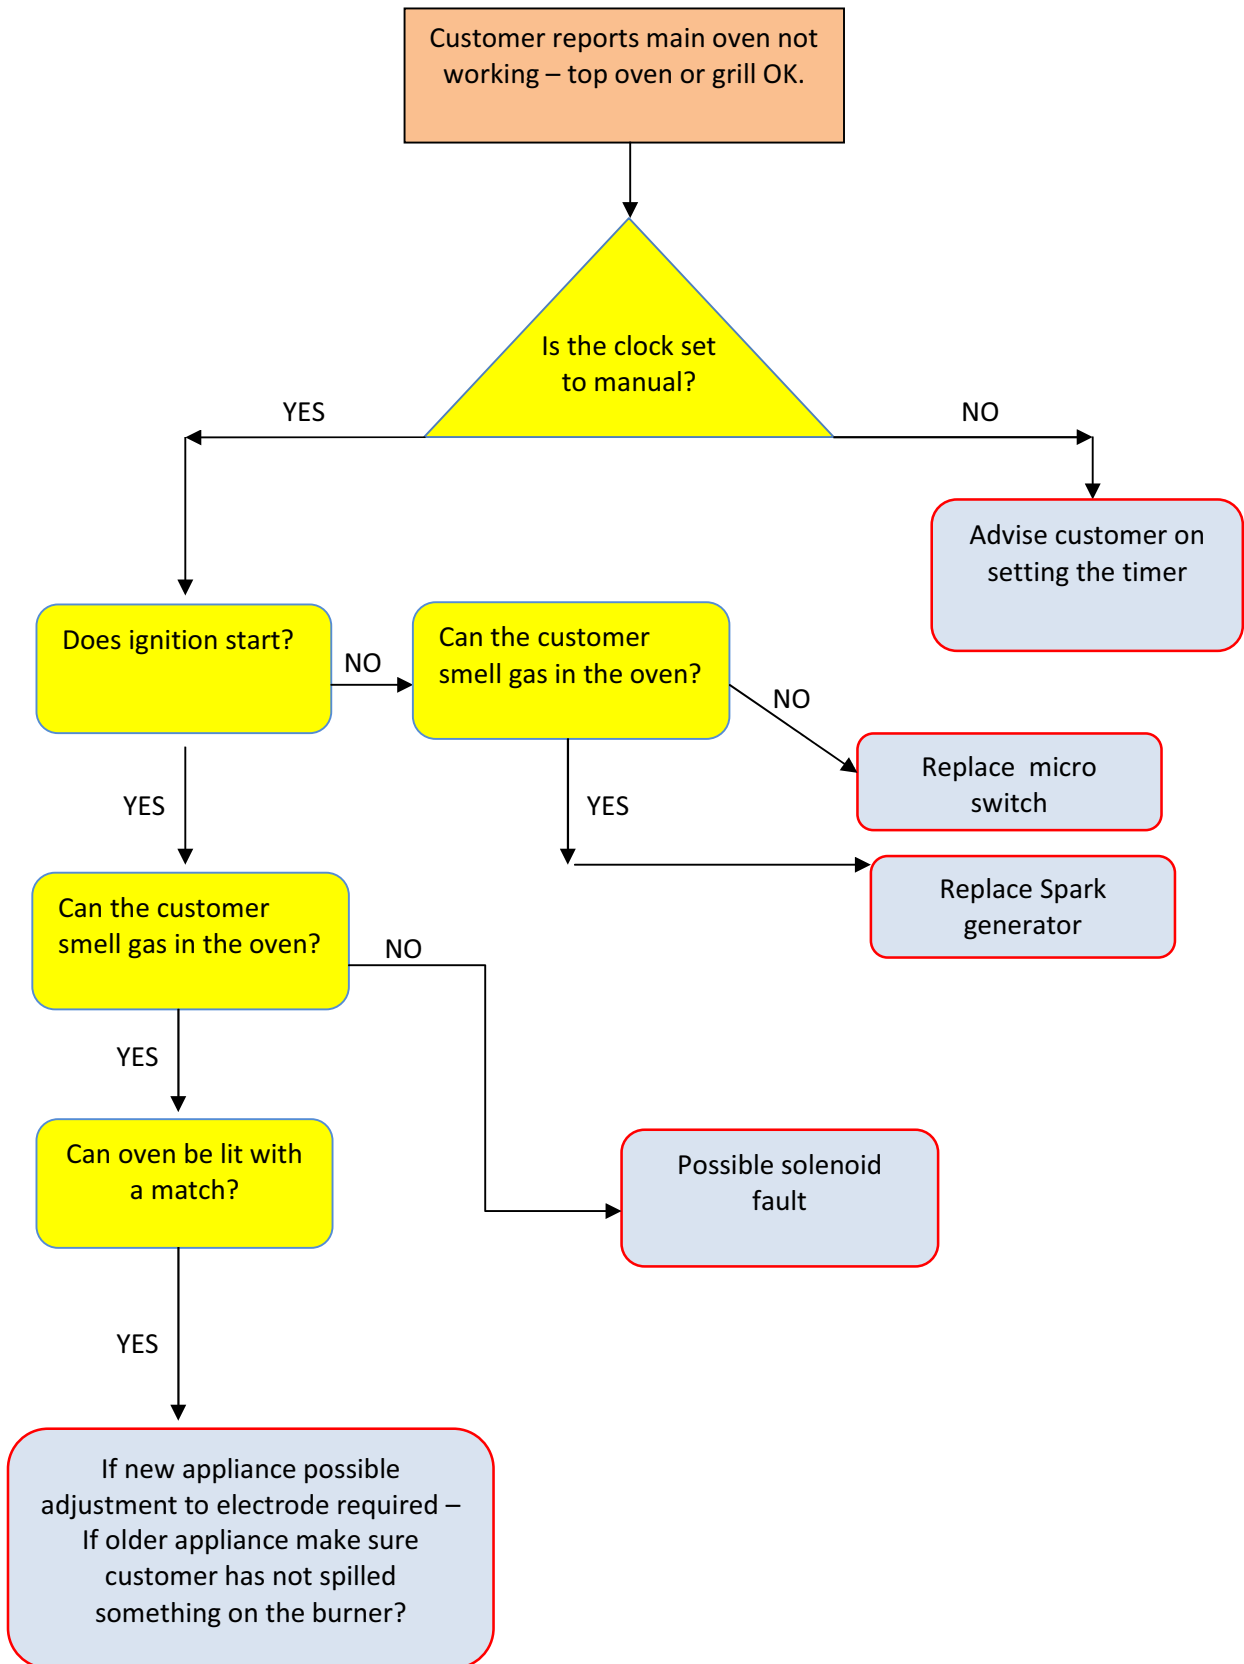 Customer reports main oven not
working – top oven or grill OK.
Is the clock set
to manual?
YES
NO
Advise customer on
setting the timer
Does ignition start?
NO
Can the customer
smell gas in the oven?
NO
Replace  micro
switch
YES
YES
Replace Spark
generator
Can the customer
smell gas in the oven?
NO
YES
Can oven be lit with
a match?
Possible solenoid
fault
YES
If new appliance possible
adjustment to electrode required –
If older appliance make sure
customer has not spilled
something on the burner?